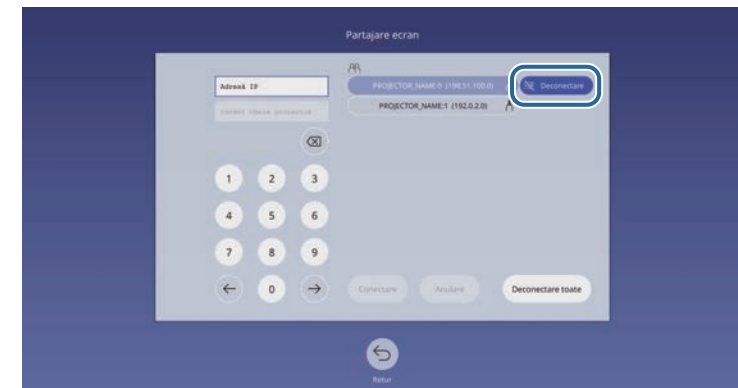 Partajare ecran
Adresă IP
PROJECTOR_NAME:0 (198.51.100.0)
Deconectare
PROJECTOR_NAME:1 (192.0.2.0)
1 2 3
4 5 6
7 8 9
← 0 →
Conectare
Anulare
Deconectare toate
Retur